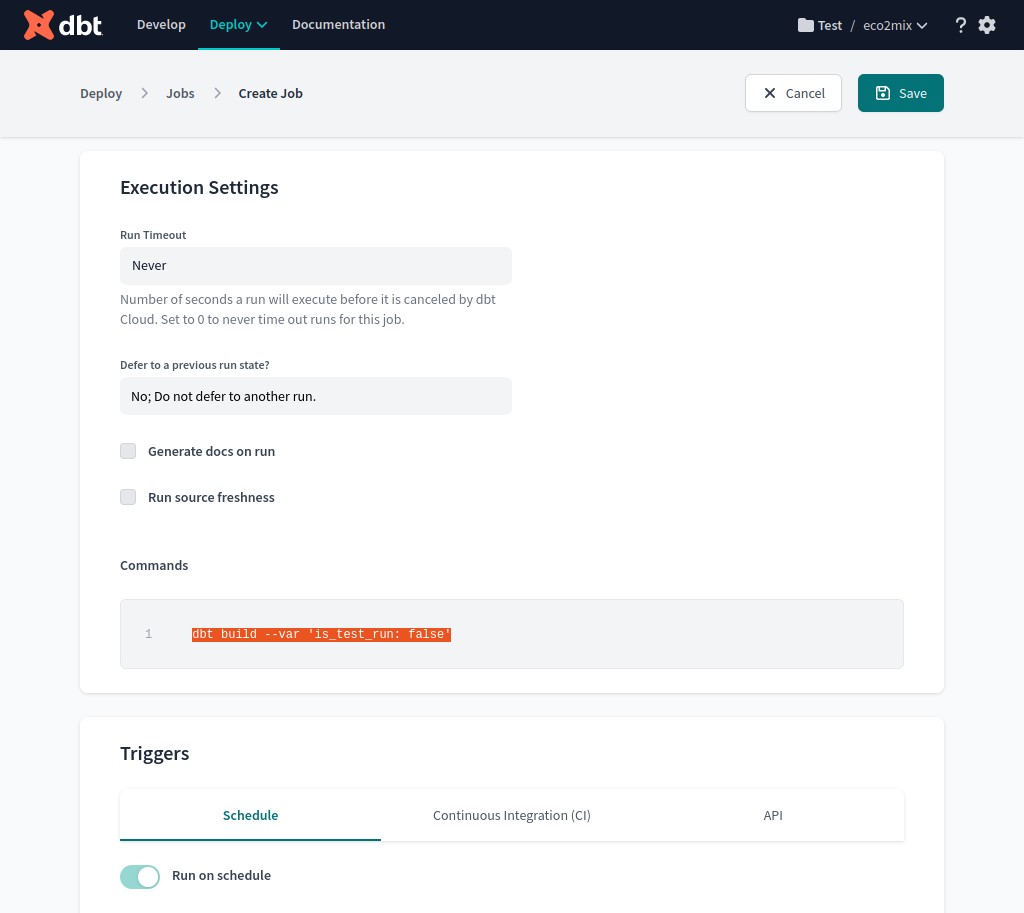 dbt
Develop Deploy Documentation
Test / eco2mix ?
Deploy Jobs Create Job
Cancel Save
Execution Settings
Run Timeout
Never
Number of seconds a run will execute before it is canceled by dbt
Cloud. Set to 0 to never time out runs for this job.
Defer to a previous run state?
No; Do not defer to another run.
Generate docs on run
Run source freshness
Commands
1 dbt build --var 'is_test_run: false'
Triggers
Schedule Continuous Integration (CI) API
Run on schedule